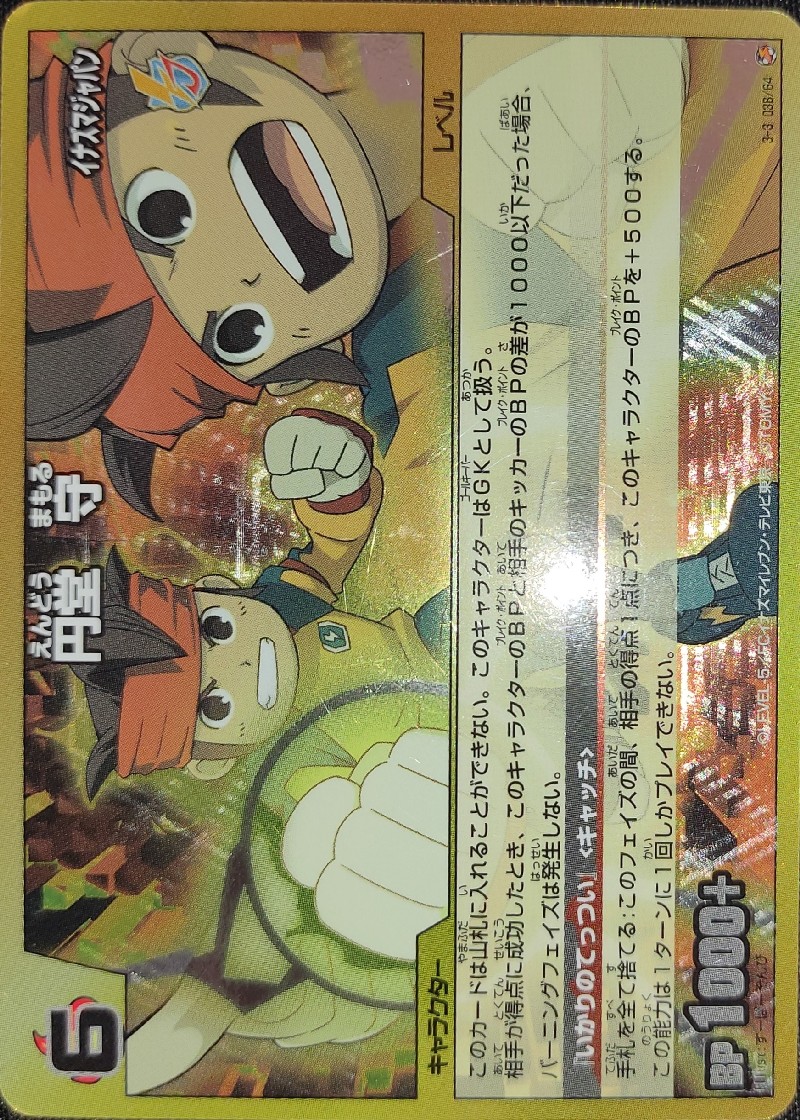 6
えんどう まもる
円堂 守
イナズマジャパン
キャラクター
レベル
このカードは山札に入れることができない。このキャラクターはGKとして扱う。
相手が得点に成功したとき、このキャラクターのBPと相手のキッカーのBPの差が1000以下だった場合、
バーニングフェイズは発生しない。
『いかりのてっつい』<キャッチ>
手札を全て捨てる:このフェイズの間、相手の得点1点につき、このキャラクターのBPを+500する。
この能力は1ターンに1回しかプレイできない。
BP 1000+
3-3 038/64